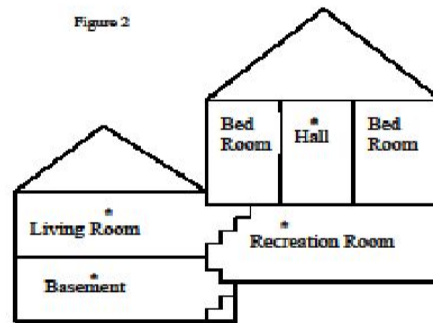 Figure 2
Bed
Room
*
Hall
Bed
Room
*
Living Room
*
Recreation Room
*
Basement